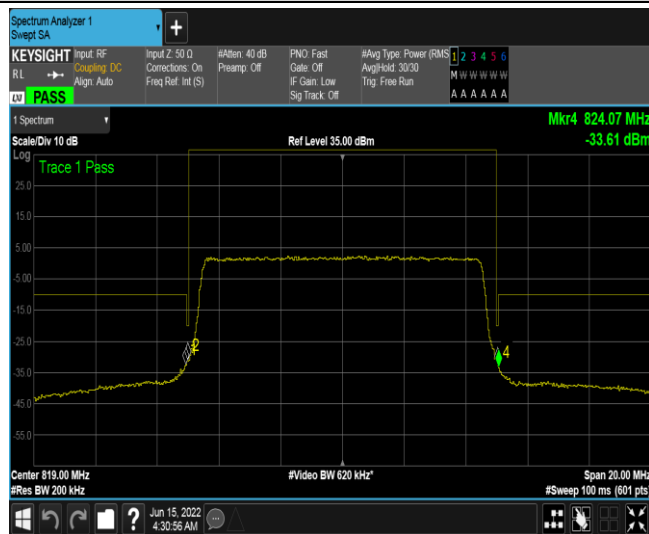 Spectrum Analyzer 1
Swept SA
+
KEYSIGHT
RL
LXI PASS
Input: RF
Coupling: DC
Align: Auto
Input Z: 50 Ω
Corrections: On
Freq Ref: Int (S)
#Atten: 40 dB
Preamp: Off
PNO: Fast
Gate: Off
IF Gain: Low
Sig Track: Off
#Avg Type: Power (RMS
Avg|Hold: 30/30
Trig: Free Run
1 2 3 4 5 6
M W W W W W
A A A A A A
1 Spectrum
Mkr4 824.07 MHz
Scale/Div 10 dB
Ref Level 35.00 dBm
-33.61 dBm
Log
Trace 1 Pass
25.0
15.0
5.00
-5.00
-15.0
-25.0
2
4
-35.0
-45.0
-55.0
Center 819.00 MHz
#Video BW 620 kHz*
Span 20.00 MHz
#Res BW 200 kHz
#Sweep 100 ms (601 pts)
?
Jun 15, 2022
4:30:56 AM